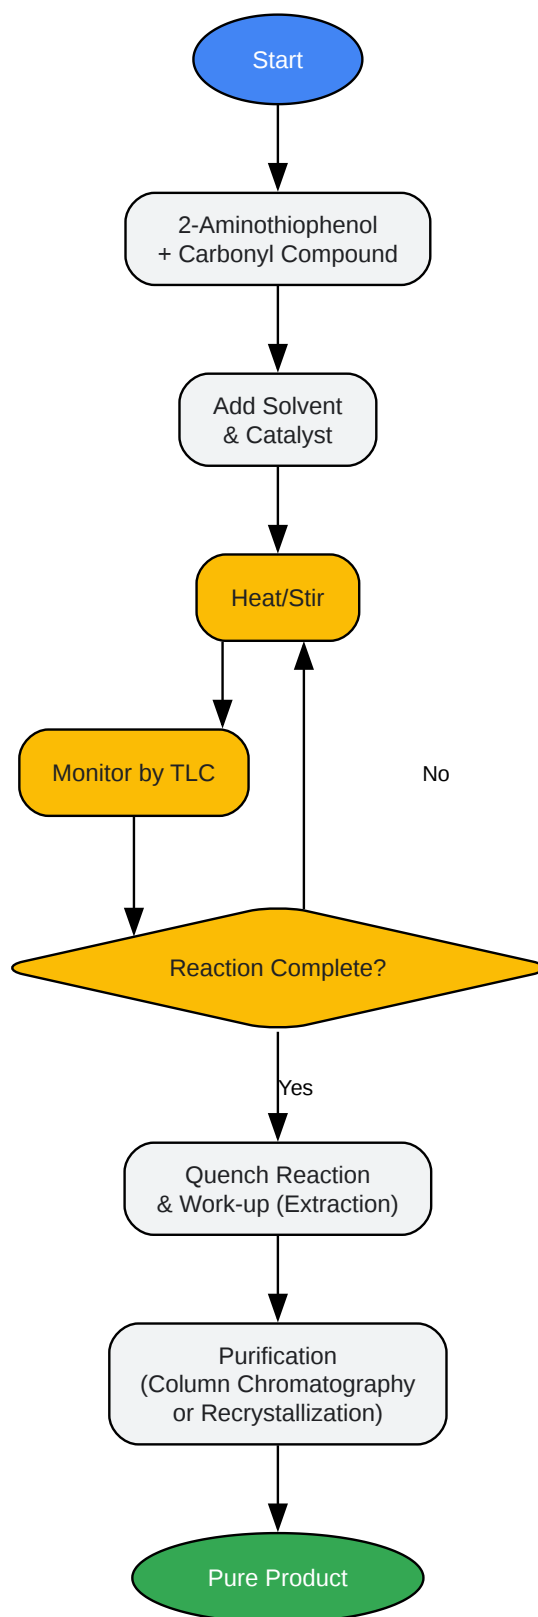 Start
2-Aminothiophenol
+ Carbonyl Compound
Add Solvent
& Catalyst
Heat/Stir
Monitor by TLC
No
Reaction Complete?
Yes
Quench Reaction
& Work-up (Extraction)
Purification
(Column Chromatography
or Recrystallization)
Pure Product